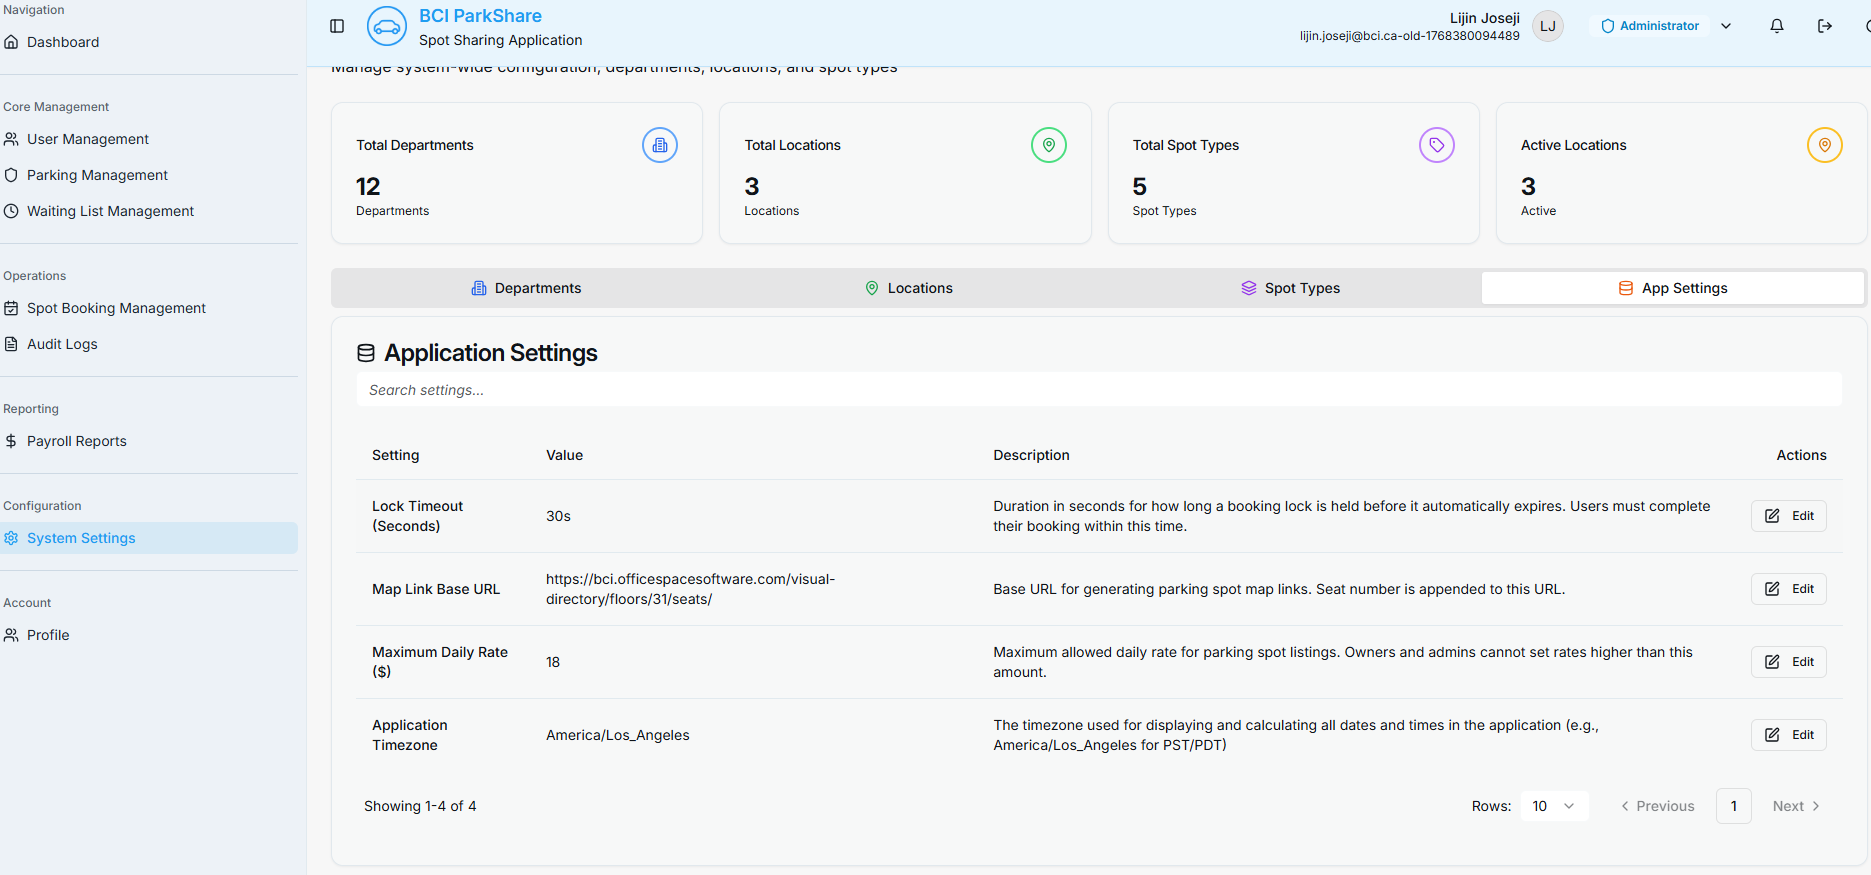 Navigation
Dashboard
Core Management
User Management
Parking Management
Waiting List Management
Operations
Spot Booking Management
Audit Logs
Reporting
Payroll Reports
Configuration
System Settings
Account
Profile
BCI ParkShare
Spot Sharing Application
Lijin Joseji
lijin.joseji@bci.ca-old-1768380094489
LJ
Administrator
Manage system-wide configuration, departments, locations, and spot types
Total Departments
12
Departments
Total Locations
3
Locations
Total Spot Types
5
Spot Types
Active Locations
3
Active
Departments
Locations
Spot Types
App Settings
Application Settings
Search settings...
Setting Value Description Actions
Lock Timeout
(Seconds)
30s
Duration in seconds for how long a booking lock is held before it automatically expires. Users must complete
their booking within this time.
Edit
Map Link Base URL
https://bci.officespacesoftware.com/visual-
directory/floors/31/seats/
Base URL for generating parking spot map links. Seat number is appended to this URL.
Edit
Maximum Daily Rate
($)
18
Maximum allowed daily rate for parking spot listings. Owners and admins cannot set rates higher than this
amount.
Edit
Application
Timezone
America/Los_Angeles
The timezone used for displaying and calculating all dates and times in the application (e.g.,
America/Los_Angeles for PST/PDT)
Edit
Showing 1-4 of 4
Rows: 10 Previous 1 Next